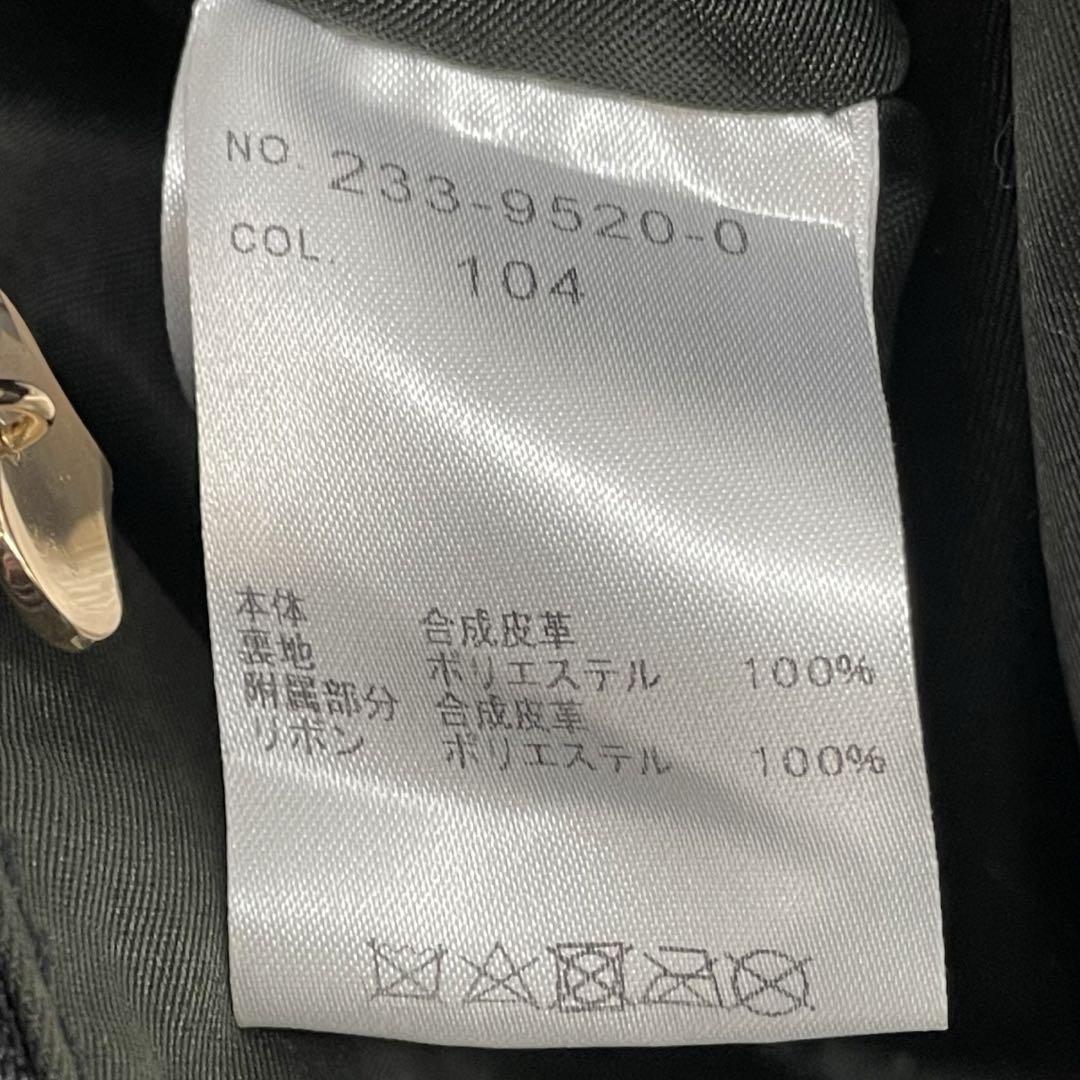 NO. 233-9520-0
COL. 104
本体 合成皮革
裏地 ポリエステル 100%
附属部分 合成皮革
リボン ポリエステル 100%